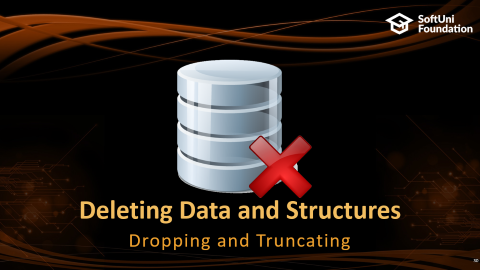 SoftUni
Foundation
Deleting Data and Structures
Dropping and Truncating